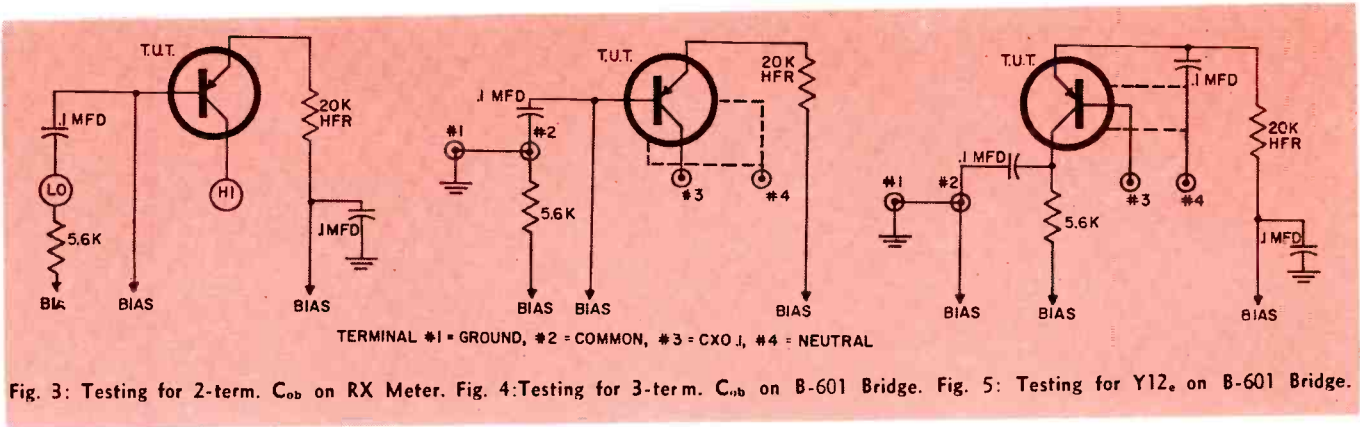 T.U.T.
.1 MFD
LO
HI
20K
HFR
5.6K
.1MFD
BIAS
BIAS
T.U.T.
20K
HFR
.1 MFD
#1
#2
#3
#4
5.6K
BIAS
BIAS
BIAS
T.U.T.
.1 MFD
20K
HFR
.1 MFD
#1
#2
#3
#4
5.6K
.1MFD
BIAS
BIAS
BIAS
TERMINAL #1 = GROUND, #2 = COMMON, #3 = CXO.1, #4 = NEUTRAL
Fig. 3: Testing for 2-term. Cob on RX Meter. Fig. 4:Testing for 3-term. Cob on B-601 Bridge. Fig. 5: Testing for Y12e on B-601 Bridge.